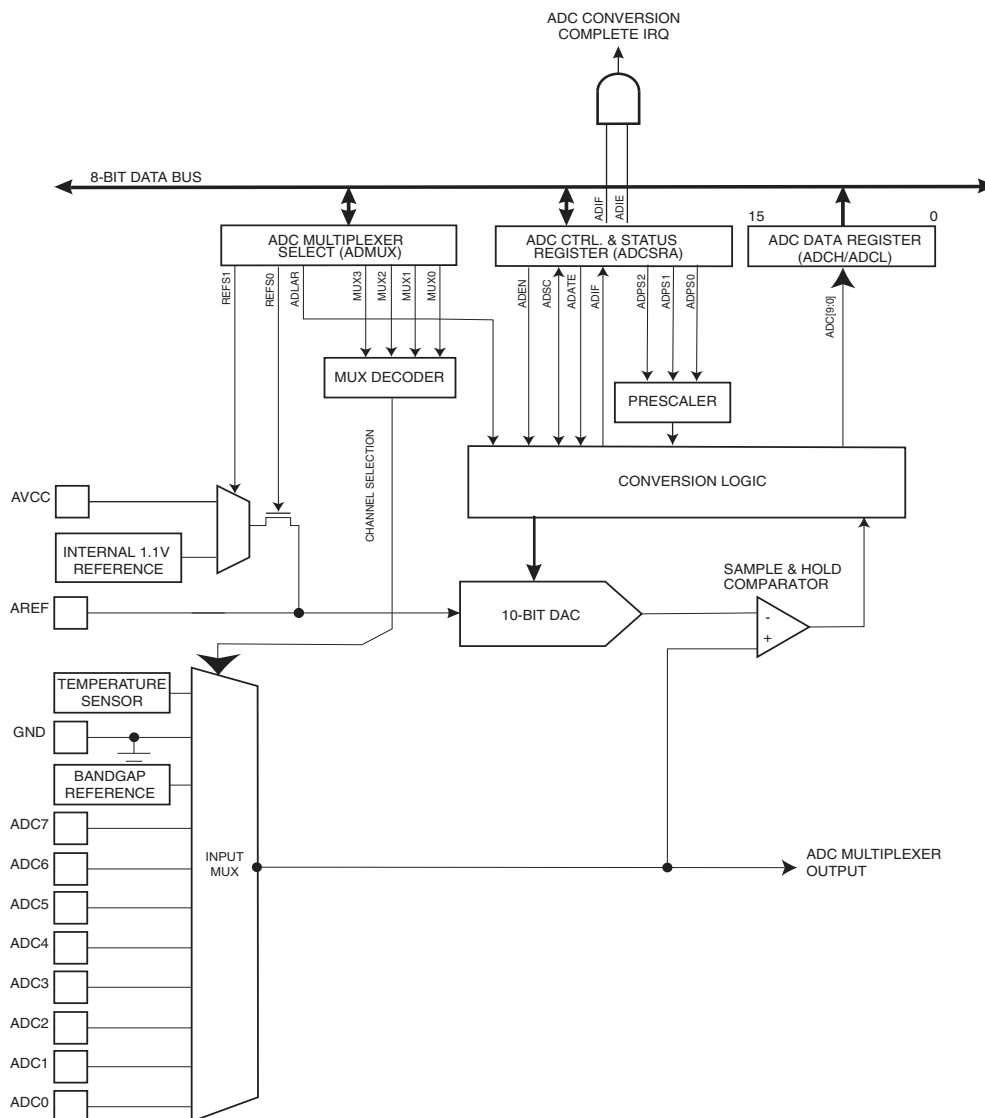 ADC CONVERSION
COMPLETE IRQ
8-BIT DATA BUS
ADIF
ADIE
15
0
ADC MULTIPLEXER
SELECT (ADMUX)
ADC CTRL. & STATUS
REGISTER (ADCSRA)
ADC DATA REGISTER
(ADCH/ADCL)
REFS1
REFS0
ADLAR
MUX3
MUX2
MUX1
MUX0
ADEN
ADSC
ADATE
ADIF
ADPS2
ADPS1
ADPS0
ADC[9:0]
MUX DECODER
PRESCALER
CHANNEL SELECTION
CONVERSION LOGIC
AVCC
INTERNAL 1.1V
REFERENCE
SAMPLE & HOLD
COMPARATOR
AREF
10-BIT DAC
-
+
TEMPERATURE
SENSOR
GND
BANDGAP
REFERENCE
ADC7
ADC6
INPUT
MUX
ADC MULTIPLEXER
OUTPUT
ADC5
ADC4
ADC3
ADC2
ADC1
ADC0